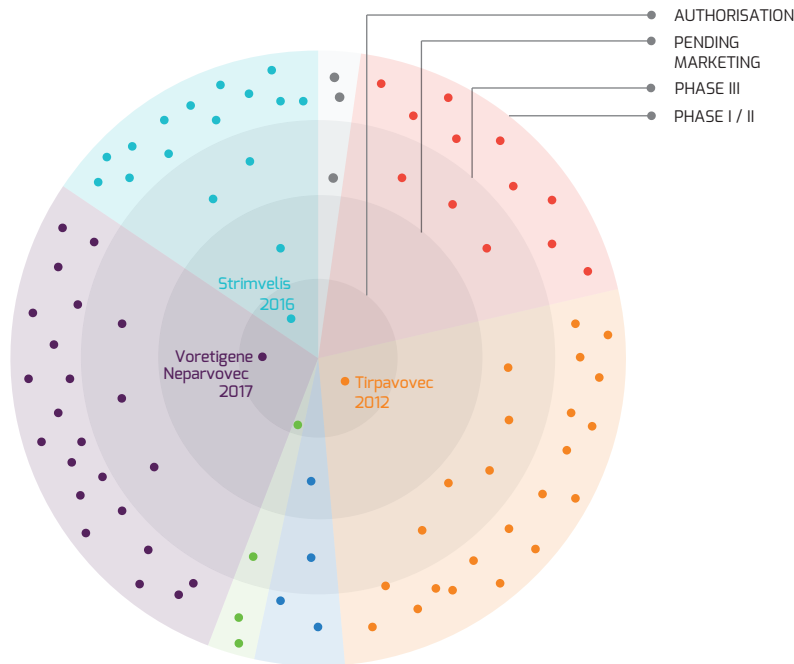 AUTHORISATION
PENDING
MARKETING
PHASE III
PHASE I / II
Strimvelis
2016
Voretigene
Neparvovec
2017
Tirpavovec
2012